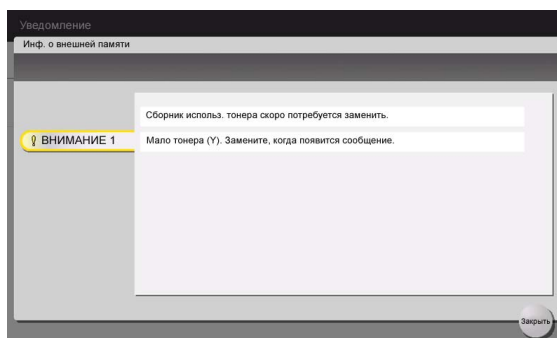 Уведомление
Инф. о внешней памяти
Сборник использ. тонера скоро потребуется заменить.
ВНИМАНИЕ 1
Мало тонера (Y). Замените, когда появится сообщение.
Закрыть